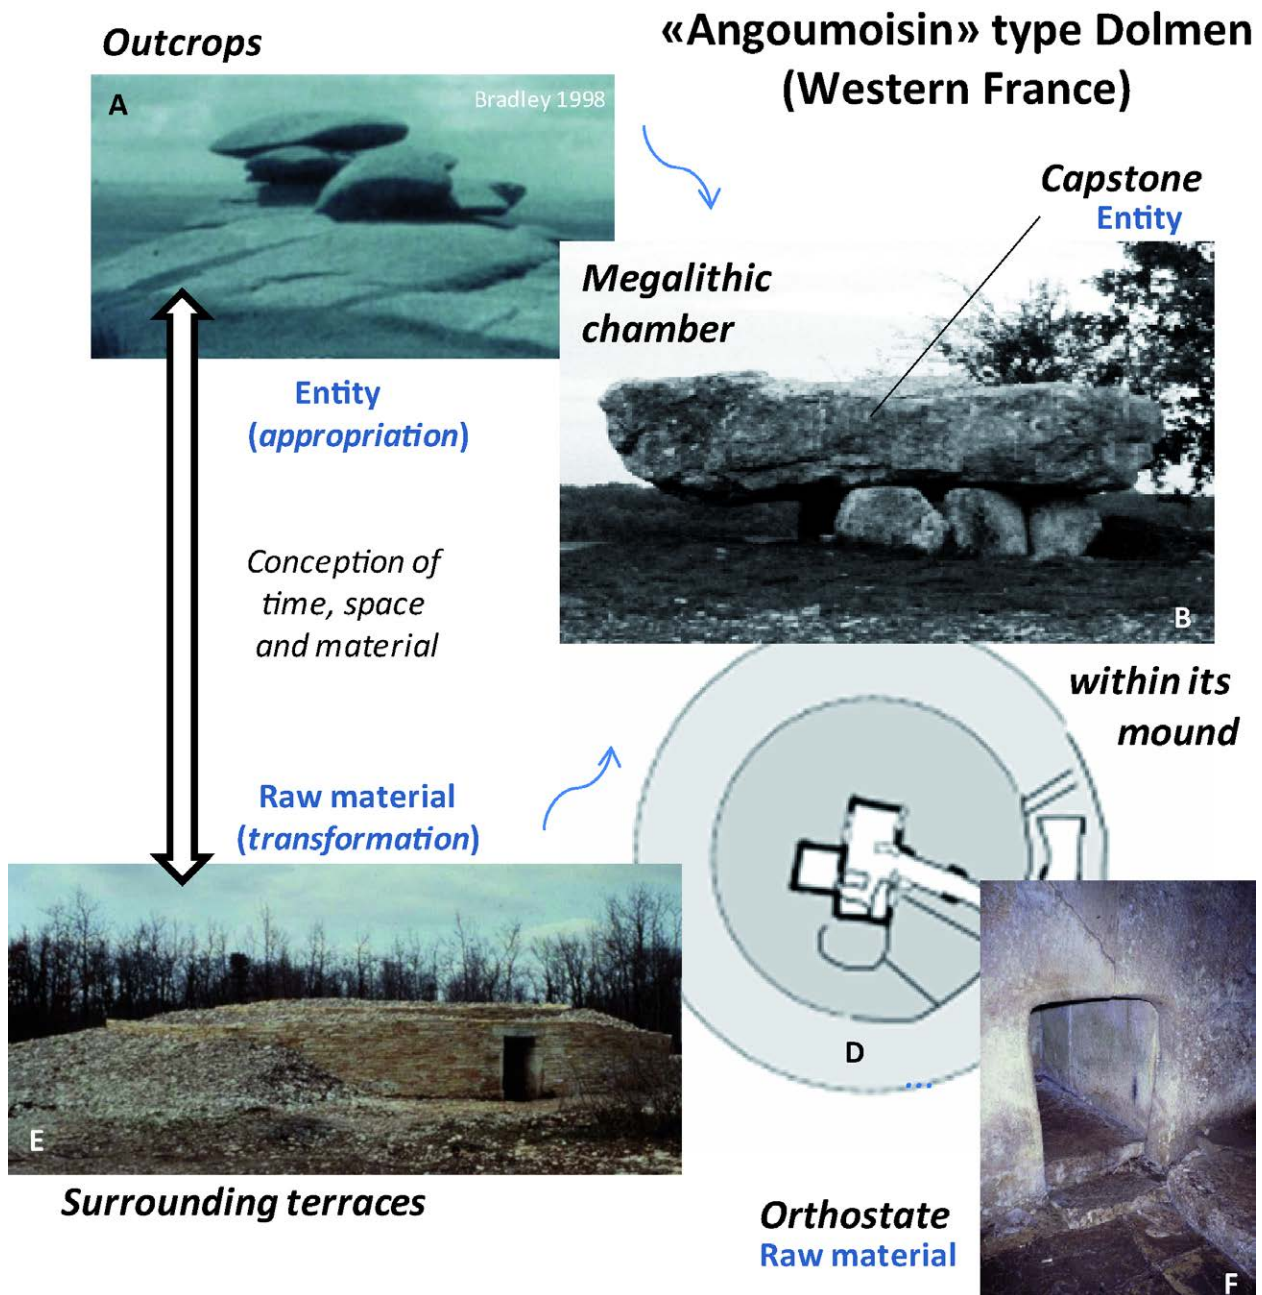 Outcrops
«Angoumoisin» type Dolmen
(Western France)
A
Bradley 1998
Capstone
Entity
Megalithic
chamber
B
Entity
(appropriation)
Conception of
time, space
and material
within its
mound
Raw material
(transformation)
D
...
E
Surrounding terraces
Orthostate
Raw material
F